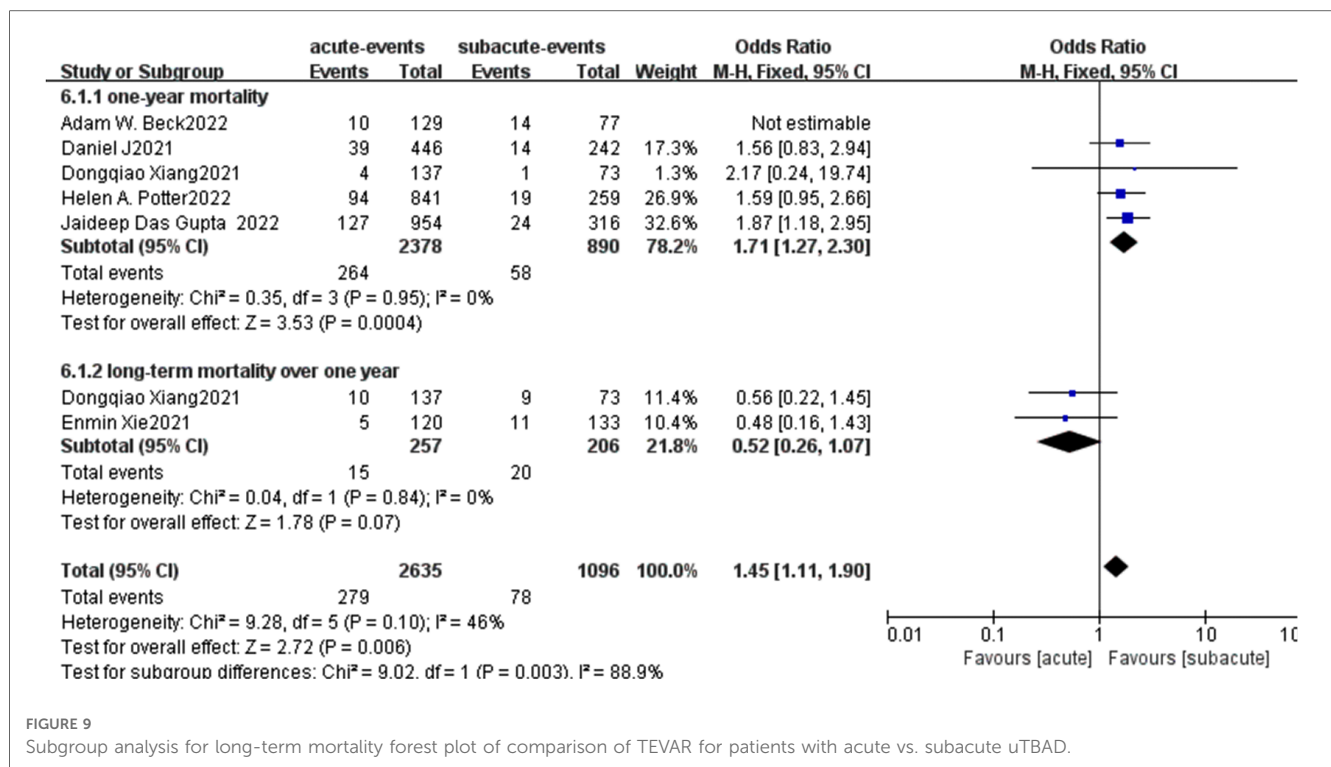 acute-events subacute-events Odds Ratio Odds Ratio
Study or Subgroup Events Total Events Total Weight M-H, Fixed, 95% CI M-H, Fixed, 95% CI
6.1.1 one-year mortality
Adam W. Beck2022 10 129 14 77 Not estimable
Daniel J2021 39 446 14 242 17.3% 1.56 [0.83, 2.94]
Dongqiao Xiang2021 4 137 1 73 1.3% 2.17 [0.24, 19.74]
Helen A. Potter2022 94 841 19 259 26.9% 1.59 [0.95, 2.66]
Jaideep Das Gupta 2022 127 954 24 316 32.6% 1.87 [1.18, 2.95]
Subtotal (95% CI) 2378 890 78.2% 1.71 [1.27, 2.30]
Total events 264 58
Heterogeneity: Chi² = 0.35, df = 3 (P = 0.95); I² = 0%
Test for overall effect: Z = 3.53 (P = 0.0004)
6.1.2 long-term mortality over one year
Dongqiao Xiang2021 10 137 9 73 11.4% 0.56 [0.22, 1.45]
Enmin Xie2021 5 120 11 133 10.4% 0.48 [0.16, 1.43]
Subtotal (95% CI) 257 206 21.8% 0.52 [0.26, 1.07]
Total events 15 20
Heterogeneity: Chi² = 0.04, df = 1 (P = 0.84); I² = 0%
Test for overall effect: Z = 1.78 (P = 0.07)
Total (95% CI) 2635 1096 100.0% 1.45 [1.11, 1.90]
Total events 279 78
Heterogeneity: Chi² = 9.28, df = 5 (P = 0.10); I² = 46%
Test for overall effect: Z = 2.72 (P = 0.006)
Test for subgroup differences: Chi² = 9.02, df = 1 (P = 0.003), I² = 88.9%
0.01 0.1 1 10 10
Favours [acute] Favours [subacute]
FIGURE 9
Subgroup analysis for long-term mortality forest plot of comparison of TEVAR for patients with acute vs. subacute uTBAD.